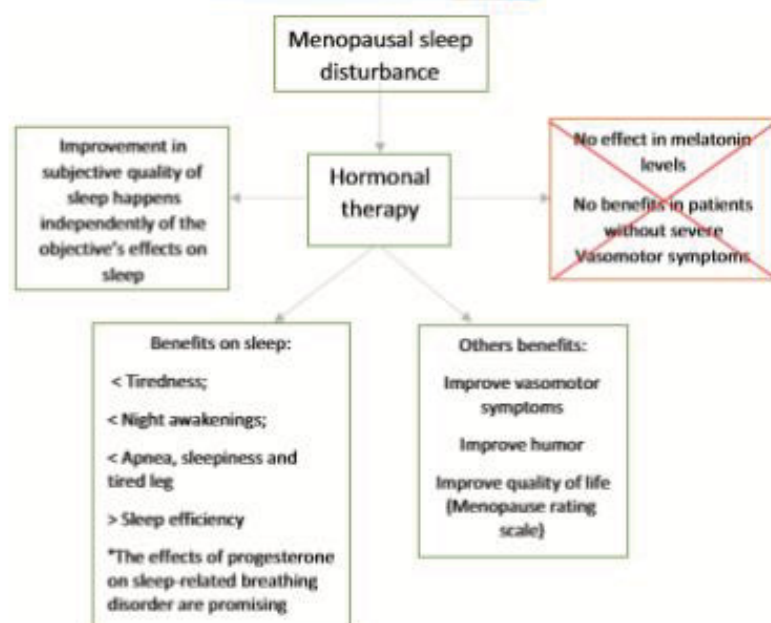 Menopausal sleep
disturbance
Improvement in
subjective quality of
sleep happens
independently of the
objective's effects on
sleep
Hormonal
therapy
No effect in melatonin
levels
No benefits in patients
without severe
Vasomotor symptoms
Benefits on sleep:
< Tiredness;
< Night awakenings;
< Apnea, sleepiness and
tired leg
> Sleep efficiency
*The effects of progesterone
on sleep-related breathing
disorder are promising
Others benefits:
Improve vasomotor
symptoms
Improve humor
Improve quality of life
(Menopause rating
scale)